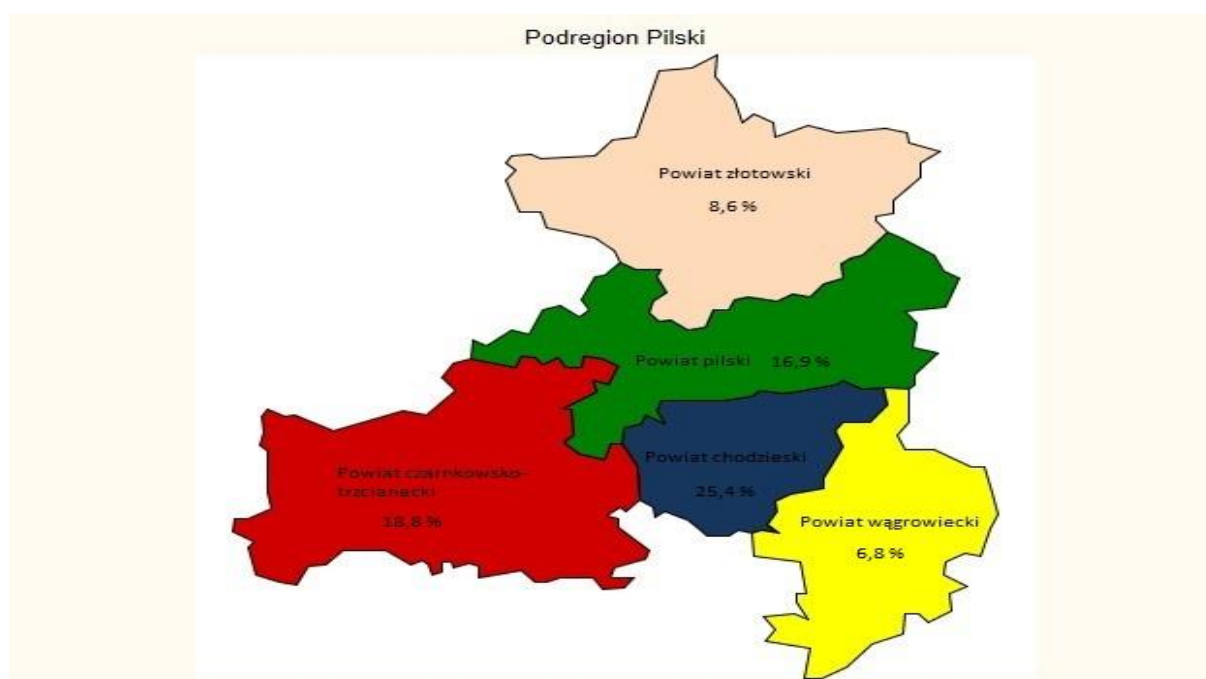 Podregion Pilski
Powiat złotowski
8,6 %
Powiat pilski 16,9 %
Powiat chodzieski
25,4 %
Powiat czarnkowsko-
trzcianecki
18,8 %
Powiat wągrowiecki
6,8 %